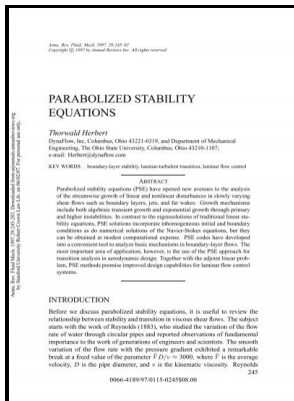 Annu. Rev. Fluid Mech. 1997. 29:245–83
Copyright © 1997 by Annual Reviews Inc. All rights reserved
PARABOLIZED STABILITY
EQUATIONS
Thorwald Herbert
DynaFlow, Inc., Columbus, Ohio 43221-0319, and Department of Mechanical
Engineering, The Ohio State University, Columbus, Ohio 43210-1107;
e-mail: Herbert@dynaflow.com
KEY WORDS: boundary-layer stability, laminar-turbulent transition, laminar flow control
ABSTRACT
Parabolized stability equations (PSE) have opened new avenues to the analysis
of the streamwise growth of linear and nonlinear disturbances in slowly varying
shear flows such as boundary layers, jets, and far wakes. Growth mechanisms
include both algebraic transient growth and exponential growth through primary
and higher instabilities. In contrast to the eigensolutions of traditional linear sta-
bility equations, PSE solutions incorporate inhomogeneous initial and boundary
conditions as do numerical solutions of the Navier-Stokes equations, but they
can be obtained at modest computational expense. PSE codes have developed
into a convenient tool to analyze basic mechanisms in boundary-layer flows. The
most important area of application, however, is the use of the PSE approach for
transition analysis in aerodynamic design. Together with the adjoint linear prob-
lem, PSE methods promise improved design capabilities for laminar flow control
systems.
INTRODUCTION
Before we discuss parabolized stability equations, it is useful to review the
relationship between stability and transition in viscous shear flows. The subject
starts with the work of Reynolds (1883), who studied the variation of the flow
rate of water through circular pipes and reported observations of fundamental
importance to the work of generations of engineers and scientists. The smooth
variation of the flow rate with the pressure gradient exhibited a remarkable
break at a fixed value of the parameter V̄D/ν ≈ 3000, where V̄ is the average
velocity, D is the pipe diameter, and ν is the kinematic viscosity. Reynolds
245
0066-4189/97/0115-0245$08.00